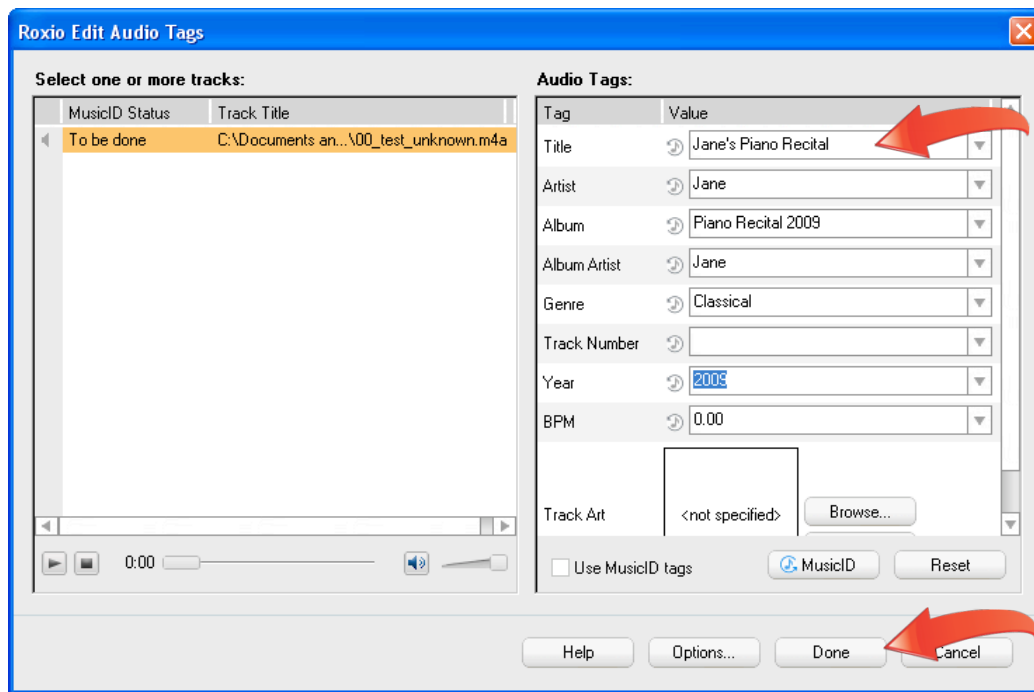 Roxio Edit Audio Tags
Select one or more tracks:
MusicID Status Track Title
To be done C:\Documents an...\00_test_unknown.m4a
0:00
Audio Tags:
Tag Value
Title Jane's Piano Recital
Artist Jane
Album Piano Recital 2009
Album Artist Jane
Genre Classical
Track Number
Year 2009
BPM 0.00
Track Art <not specified> Browse...
Use MusicID tags MusicID Reset
Help Options... Done Cancel